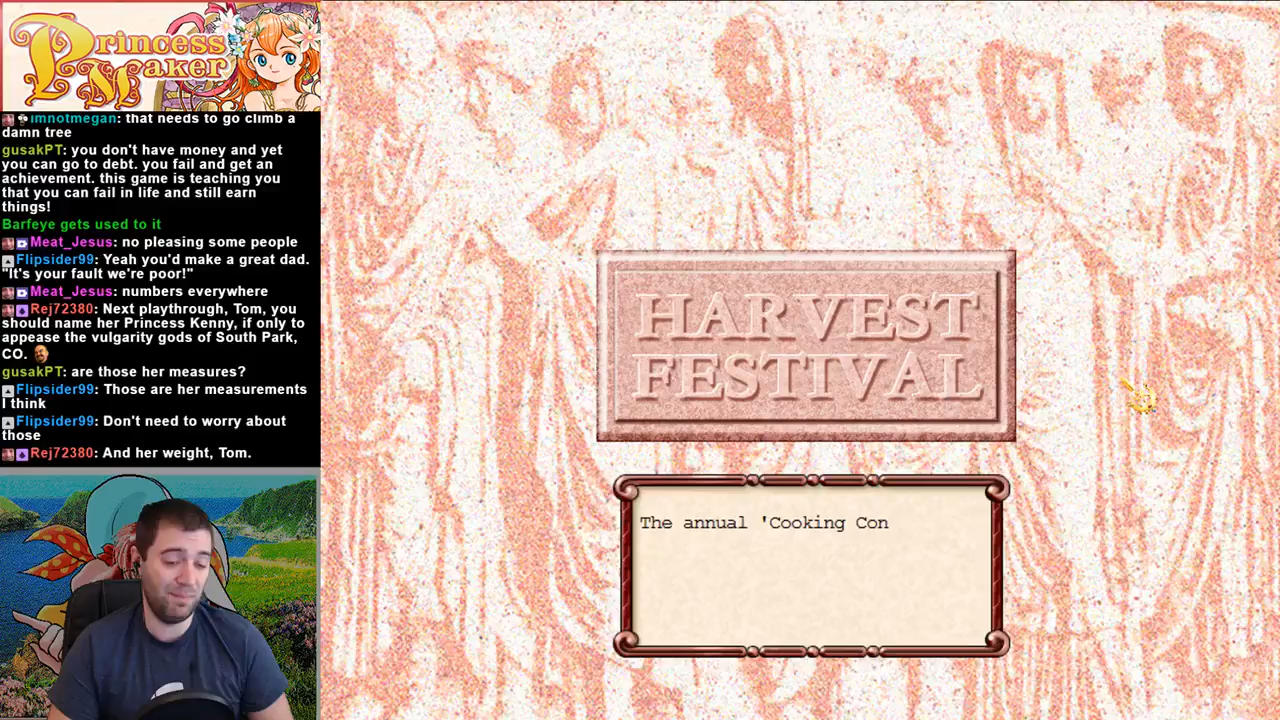 Princess
Maker
imnotmegan: that needs to go climb a
damn tree
gusakPT: you don't have money and yet
you can go to debt. you fail and get an
achievement. this game is teaching you
that you can fail in life and still earn
things!
Barfeye gets used to it
Meat_Jesus: no pleasing some people
Flipsider99: Yeah you'd make a great dad.
"It's your fault we're poor!"
Meat_Jesus: numbers everywhere
Rej72380: Next playthrough, Tom, you
should name her Princess Kenny, if only to
appease the vulgarity gods of South Park,
CO.
gusakPT: are those her measures?
Flipsider99: Those are her measurements
I think
Flipsider99: Don't need to worry about
those
Rej72380: And her weight, Tom.
HARVEST
FESTIVAL
The annual 'Cooking Con